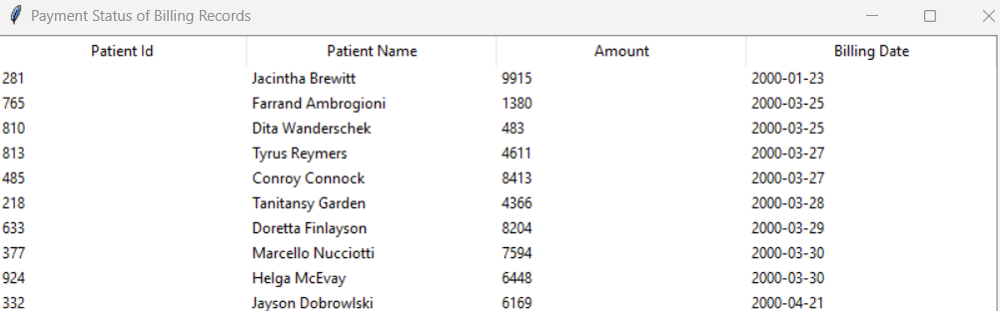 Payment Status of Billing Records
Patient Id Patient Name Amount Billing Date
281 Jacintha Brewitt 9915 2000-01-23
765 Farrand Ambrogioni 1380 2000-03-25
810 Dita Wanderschek 483 2000-03-25
813 Tyrus Reymers 4611 2000-03-27
485 Conroy Connock 8413 2000-03-27
218 Tanitansy Garden 4366 2000-03-28
633 Doretta Finlayson 8204 2000-03-29
377 Marcello Nucciotti 7594 2000-03-30
924 Helga McEvay 6448 2000-03-30
332 Jayson Dobrowlski 6169 2000-04-21